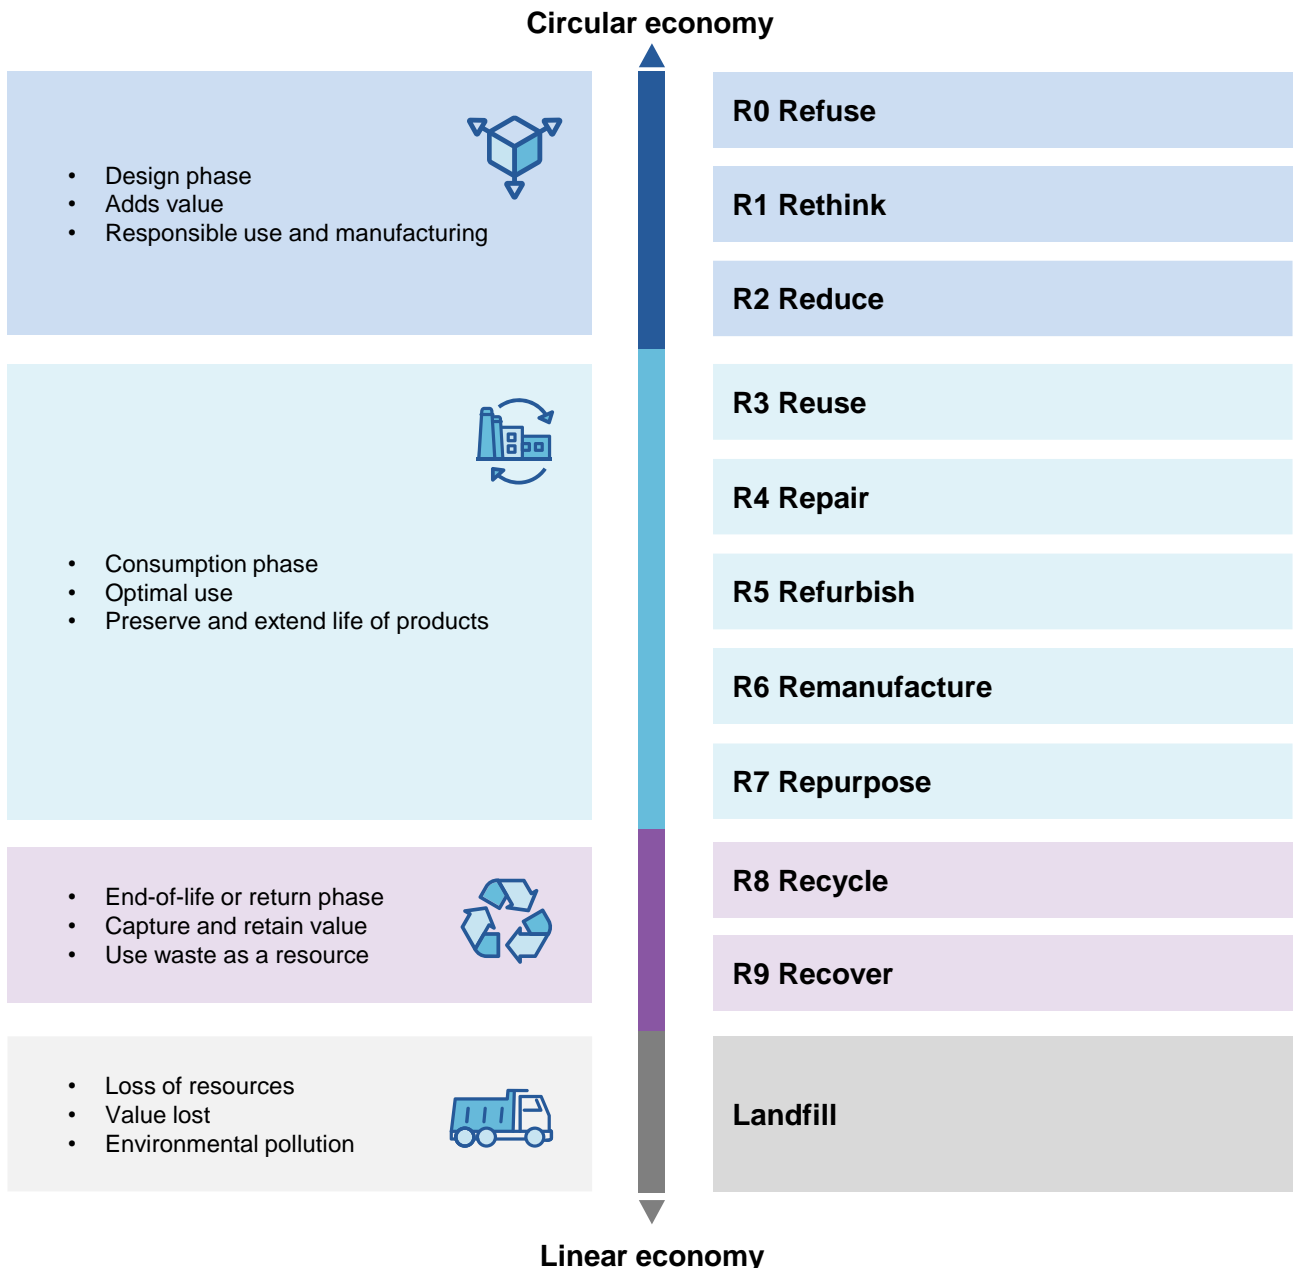 Circular economy
• Design phase
• Adds value
• Responsible use and manufacturing
R0 Refuse
R1 Rethink
R2 Reduce
• Consumption phase
• Optimal use
• Preserve and extend life of products
R3 Reuse
R4 Repair
R5 Refurbish
R6 Remanufacture
R7 Repurpose
• End-of-life or return phase
• Capture and retain value
• Use waste as a resource
R8 Recycle
R9 Recover
• Loss of resources
• Value lost
• Environmental pollution
Landfill
Linear economy